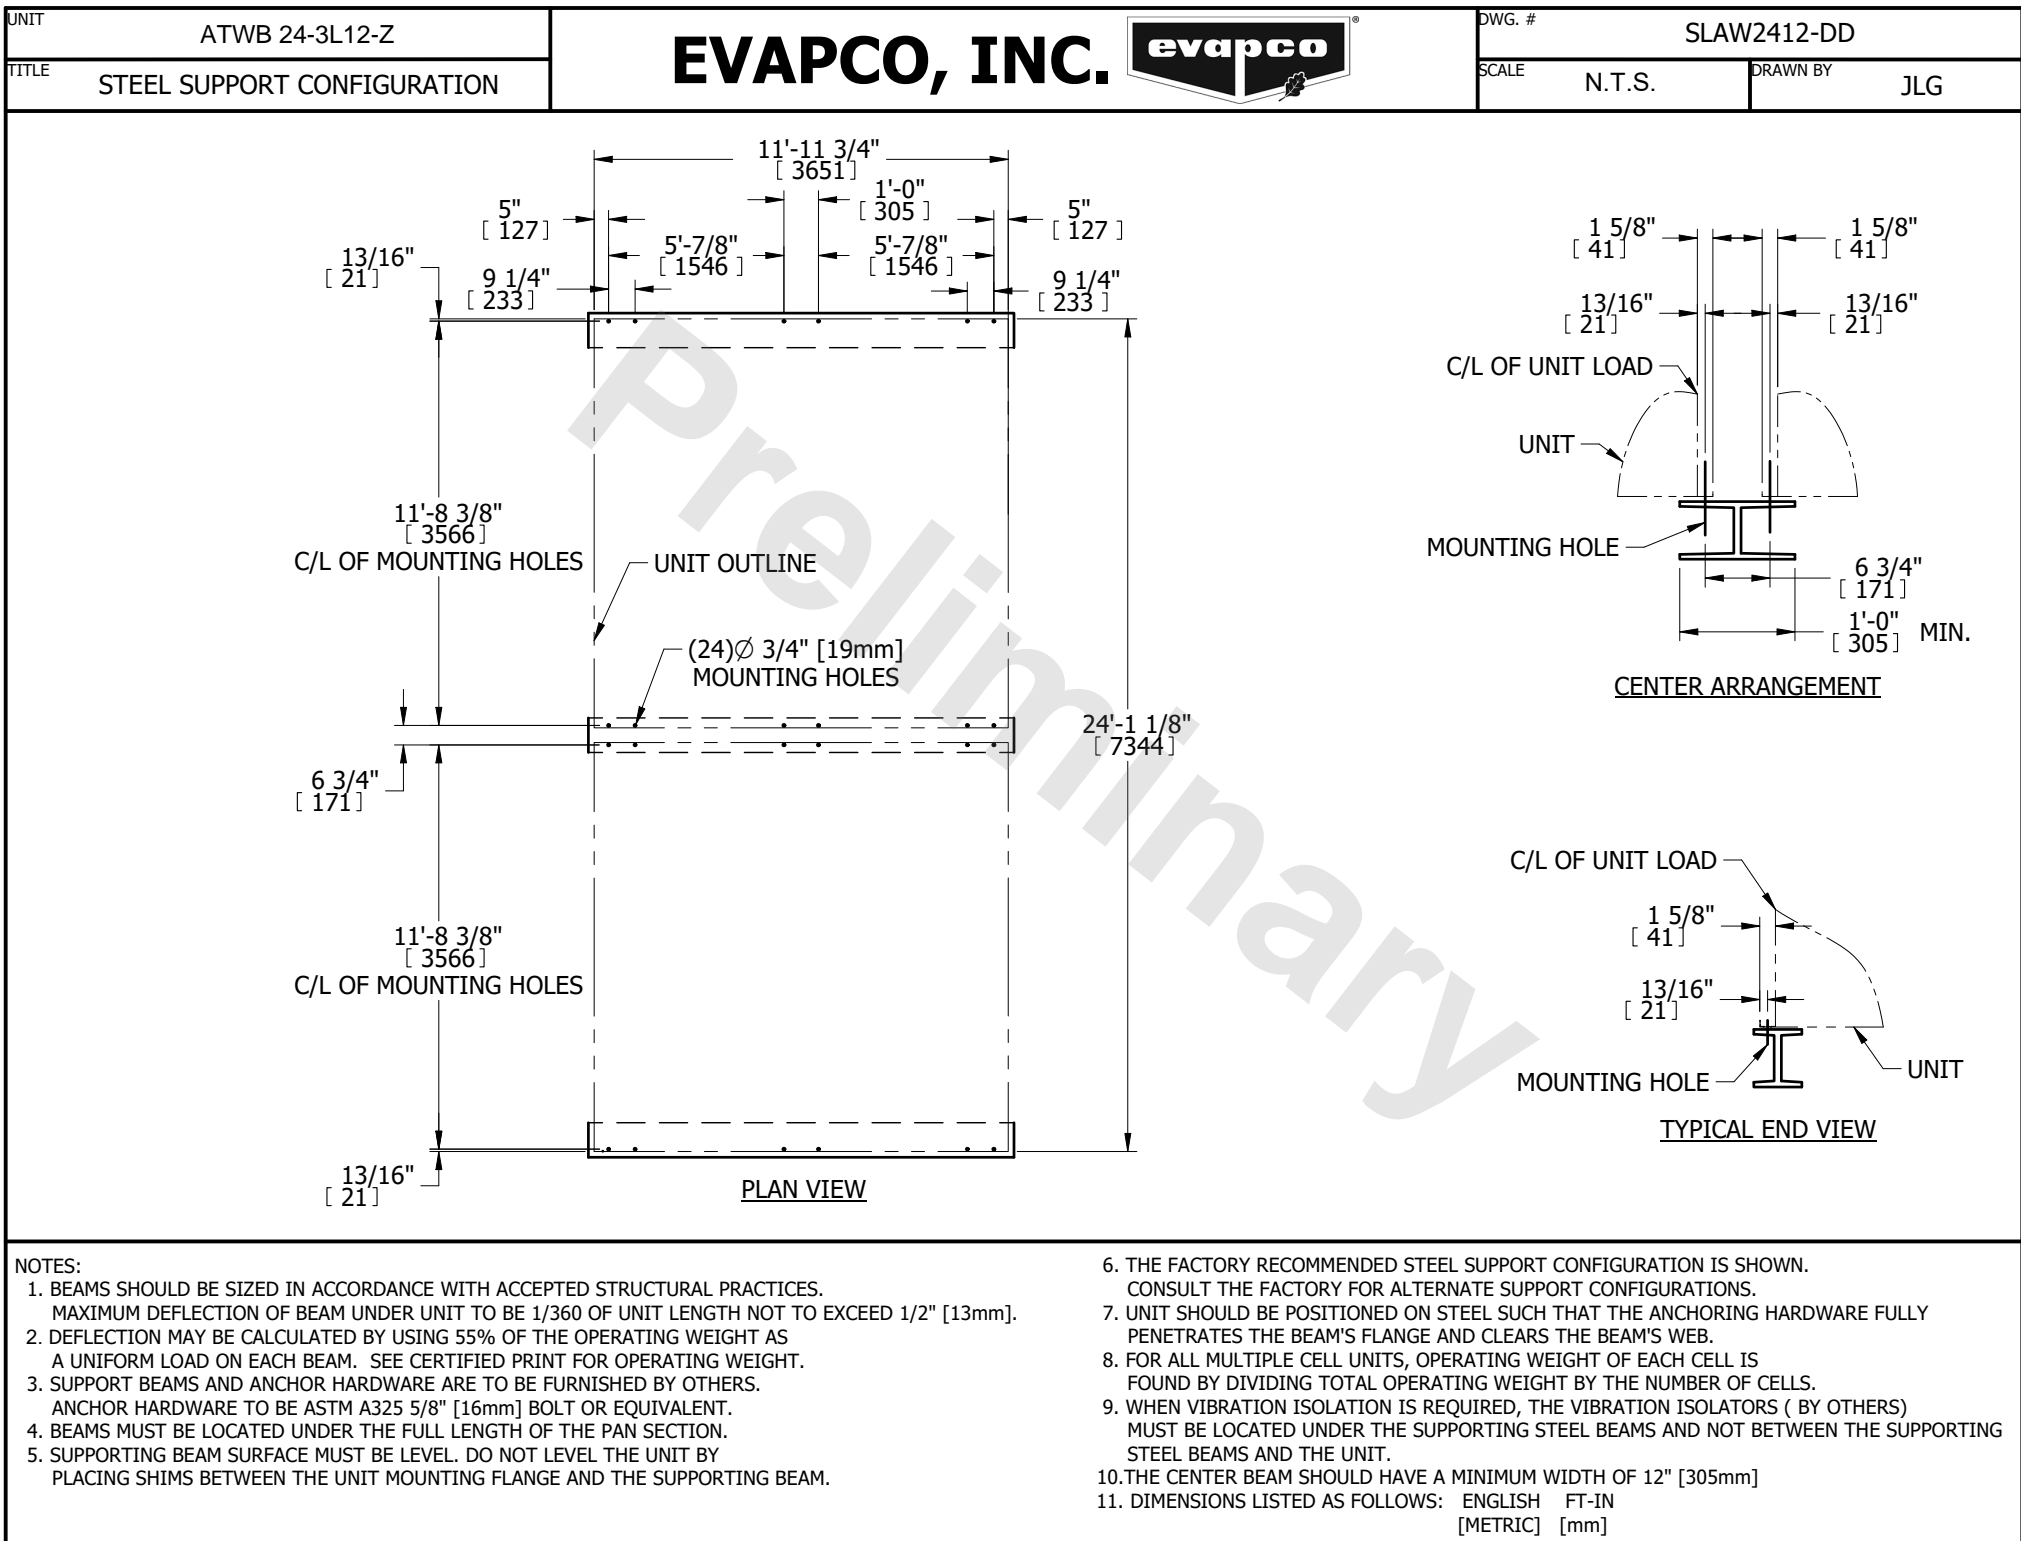 UNIT
ATWB 24-3L12-Z
TITLE
STEEL SUPPORT CONFIGURATION
EVAPCO, INC.
evapco
®
DWG. #
SLAW2412-DD
SCALE
N.T.S.
DRAWN BY
JLG
11'-11 3/4"
[ 3651 ]
1'-0"
[ 305 ]
5"
[ 127 ]
5"
[ 127 ]
5'-7/8"
[ 1546 ]
5'-7/8"
[ 1546 ]
13/16"
[ 21 ]
9 1/4"
[ 233 ]
9 1/4"
[ 233 ]
11'-8 3/8"
[ 3566 ]
C/L OF MOUNTING HOLES
UNIT OUTLINE
(24)∅ 3/4" [19mm]
MOUNTING HOLES
24'-1 1/8"
[ 7344 ]
6 3/4"
[ 171 ]
11'-8 3/8"
[ 3566 ]
C/L OF MOUNTING HOLES
13/16"
[ 21 ]
PLAN VIEW
Preliminary
1 5/8"
[ 41 ]
1 5/8"
[ 41 ]
13/16"
[ 21 ]
13/16"
[ 21 ]
C/L OF UNIT LOAD
UNIT
MOUNTING HOLE
6 3/4"
[ 171 ]
1'-0"
[ 305 ] MIN.
CENTER ARRANGEMENT
C/L OF UNIT LOAD
1 5/8"
[ 41 ]
13/16"
[ 21 ]
MOUNTING HOLE
UNIT
TYPICAL END VIEW
NOTES:
1. BEAMS SHOULD BE SIZED IN ACCORDANCE WITH ACCEPTED STRUCTURAL PRACTICES.
MAXIMUM DEFLECTION OF BEAM UNDER UNIT TO BE 1/360 OF UNIT LENGTH NOT TO EXCEED 1/2" [13mm].
2. DEFLECTION MAY BE CALCULATED BY USING 55% OF THE OPERATING WEIGHT AS
A UNIFORM LOAD ON EACH BEAM. SEE CERTIFIED PRINT FOR OPERATING WEIGHT.
3. SUPPORT BEAMS AND ANCHOR HARDWARE ARE TO BE FURNISHED BY OTHERS.
ANCHOR HARDWARE TO BE ASTM A325 5/8" [16mm] BOLT OR EQUIVALENT.
4. BEAMS MUST BE LOCATED UNDER THE FULL LENGTH OF THE PAN SECTION.
5. SUPPORTING BEAM SURFACE MUST BE LEVEL. DO NOT LEVEL THE UNIT BY
PLACING SHIMS BETWEEN THE UNIT MOUNTING FLANGE AND THE SUPPORTING BEAM.
6. THE FACTORY RECOMMENDED STEEL SUPPORT CONFIGURATION IS SHOWN.
CONSULT THE FACTORY FOR ALTERNATE SUPPORT CONFIGURATIONS.
7. UNIT SHOULD BE POSITIONED ON STEEL SUCH THAT THE ANCHORING HARDWARE FULLY
PENETRATES THE BEAM'S FLANGE AND CLEARS THE BEAM'S WEB.
8. FOR ALL MULTIPLE CELL UNITS, OPERATING WEIGHT OF EACH CELL IS
FOUND BY DIVIDING TOTAL OPERATING WEIGHT BY THE NUMBER OF CELLS.
9. WHEN VIBRATION ISOLATION IS REQUIRED, THE VIBRATION ISOLATORS ( BY OTHERS)
MUST BE LOCATED UNDER THE SUPPORTING STEEL BEAMS AND NOT BETWEEN THE SUPPORTING
STEEL BEAMS AND THE UNIT.
10.THE CENTER BEAM SHOULD HAVE A MINIMUM WIDTH OF 12" [305mm]
11. DIMENSIONS LISTED AS FOLLOWS: ENGLISH FT-IN
[METRIC] [mm]